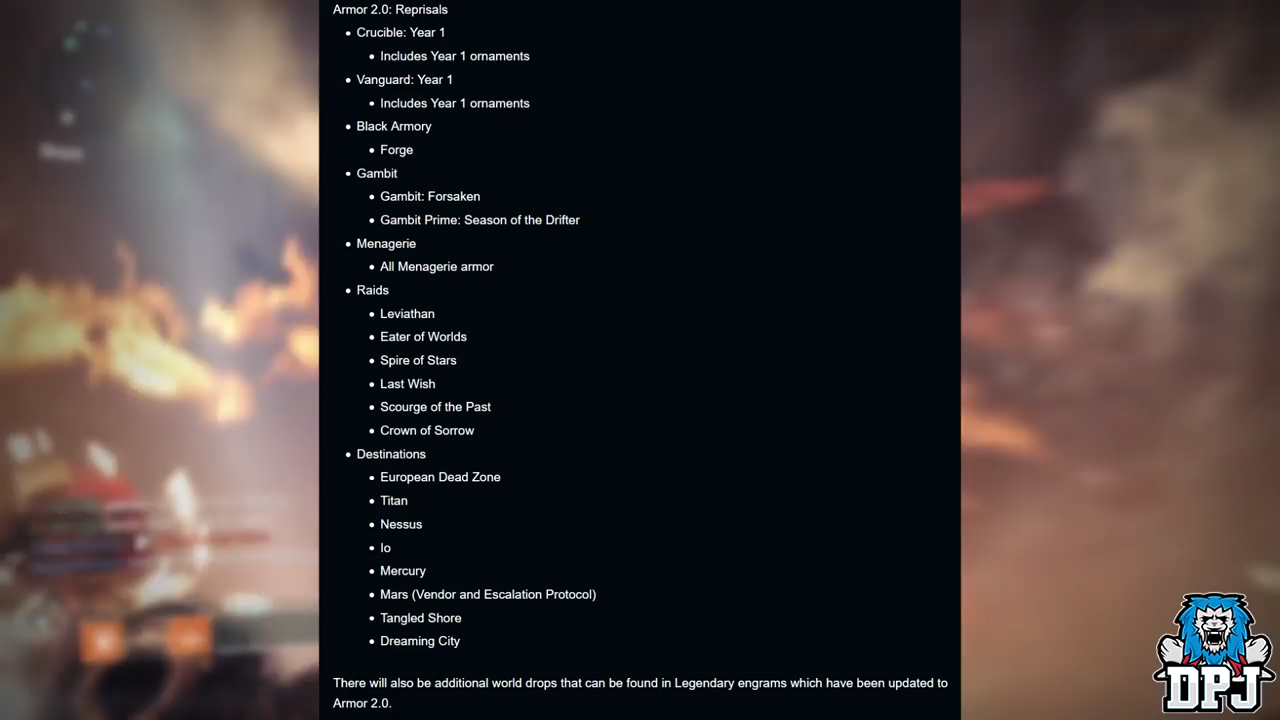 Armor 2.0: Reprisals
Crucible: Year 1
Includes Year 1 ornaments
Vanguard: Year 1
Includes Year 1 ornaments
Black Armory
Forge
Gambit
Gambit: Forsaken
Gambit Prime: Season of the Drifter
Menagerie
All Menagerie armor
Raids
Leviathan
Eater of Worlds
Spire of Stars
Last Wish
Scourge of the Past
Crown of Sorrow
Destinations
European Dead Zone
Titan
Nessus
Io
Mercury
Mars (Vendor and Escalation Protocol)
Tangled Shore
Dreaming City
There will also be additional world drops that can be found in Legendary engrams which have been updated to
Armor 2.0.
DPJ